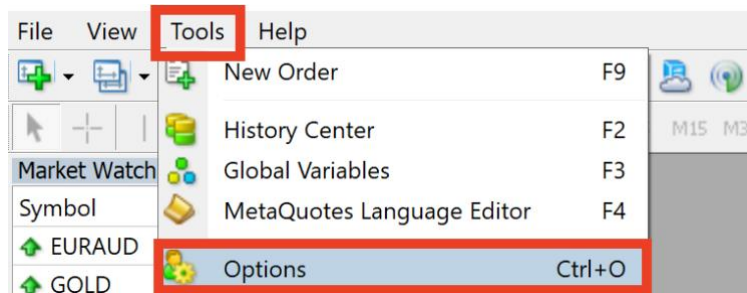 File View Tools Help
New Order F9
History Center F2
M15 M3
Market Watch
Global Variables F3
Symbol
MetaQuotes Language Editor F4
EURAUD
Options Ctrl+O
GOLD